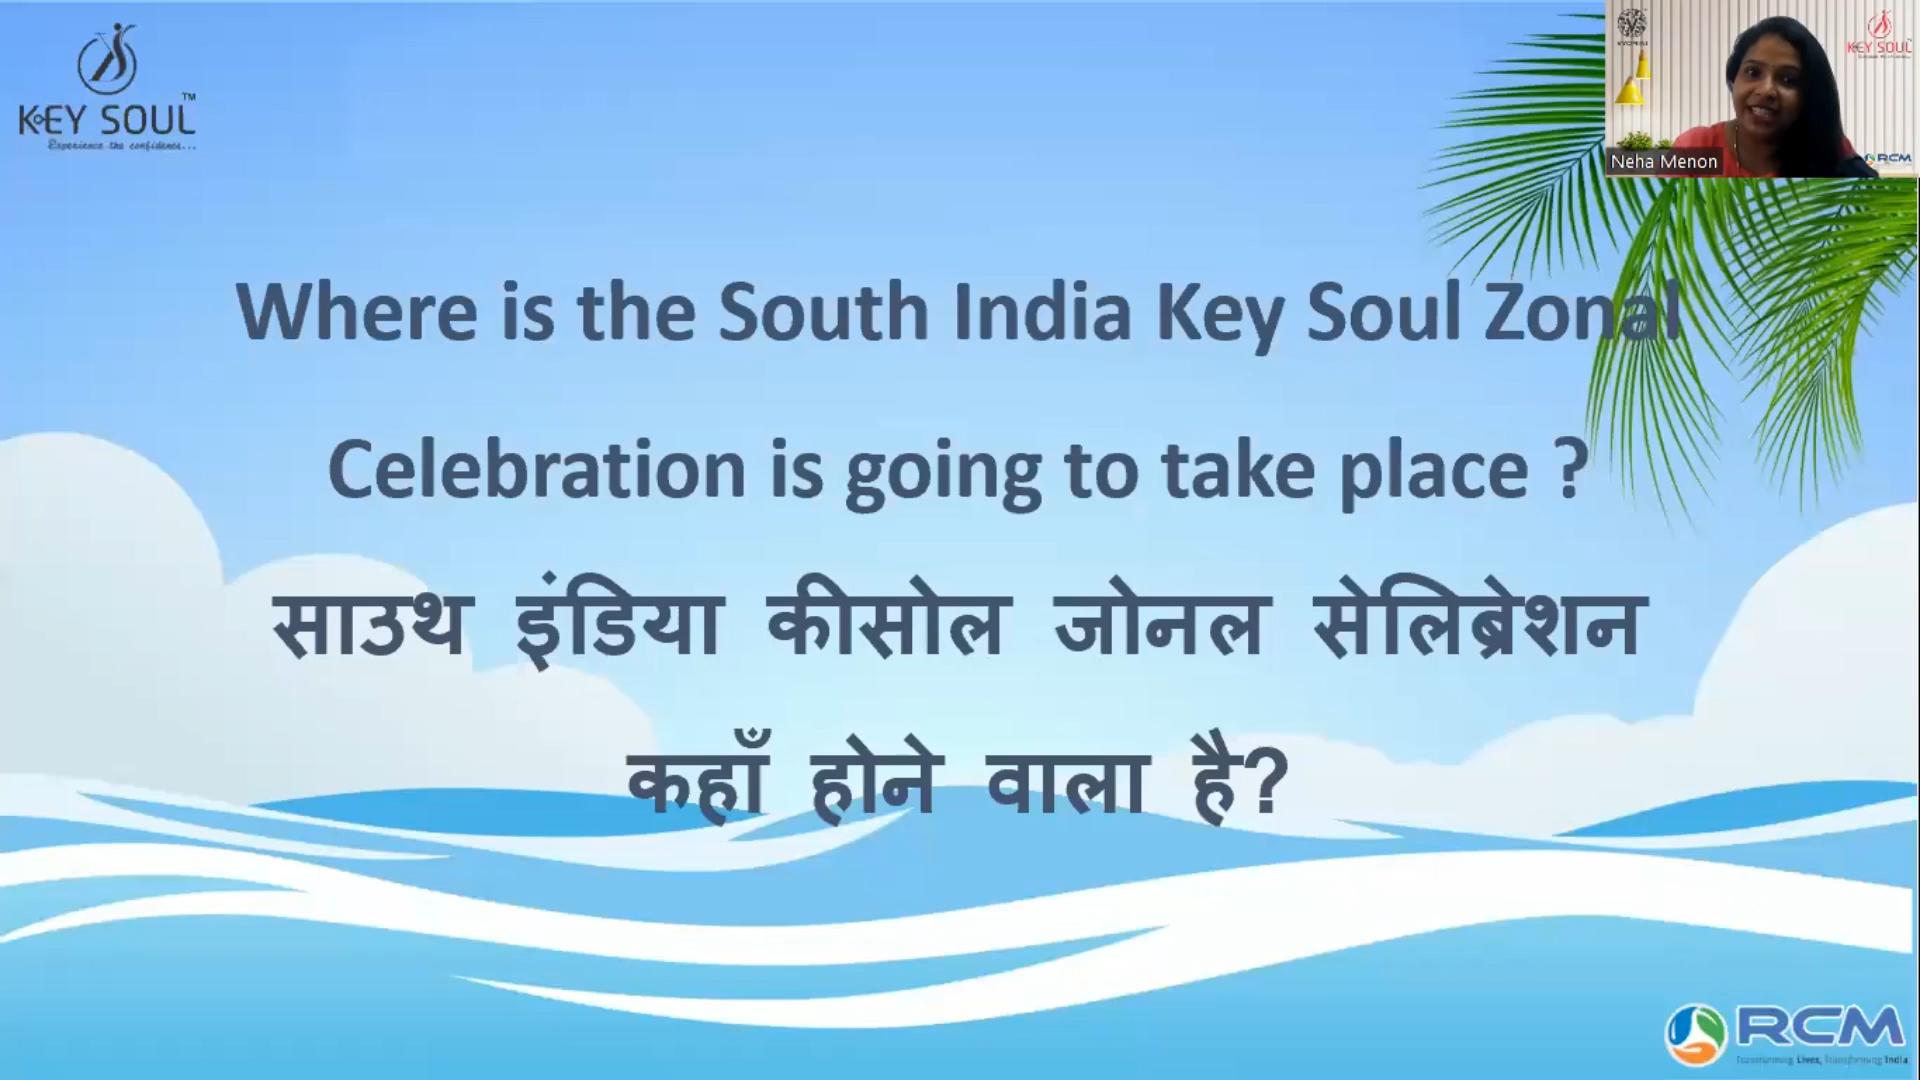 KEY SOUL™
Experience the confidence...
KEY SOUL
Neha Menon
RCM
Where is the South India Key Soul Zonal
Celebration is going to take place ?
साउथ इंडिया कीसोल जोनल सेलिब्रेशन
कहाँ होने वाला है?
RCM
Transforming Lives, Transforming India